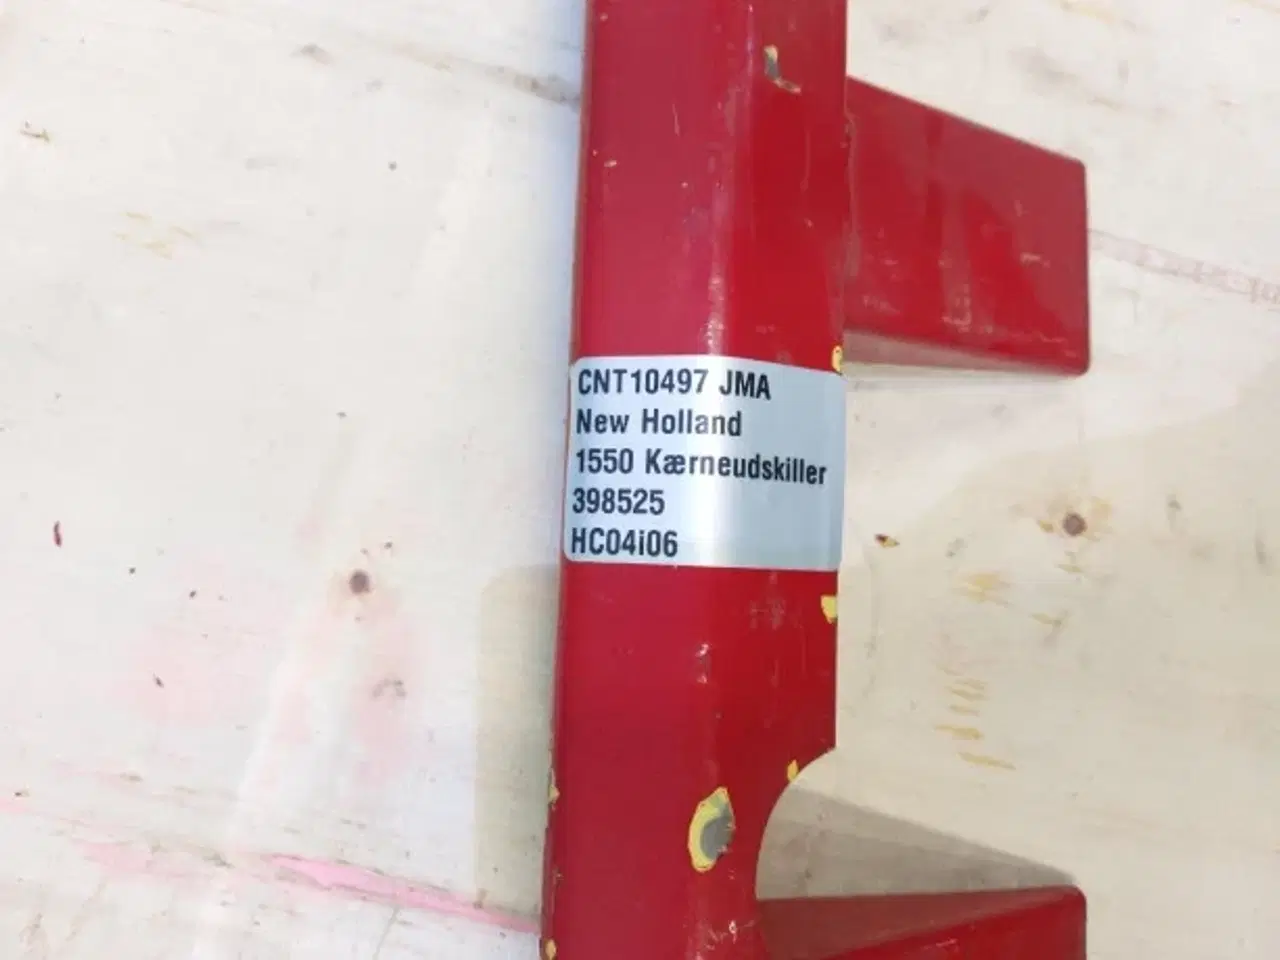 CNT10497 JMA
New Holland
1550 Kærneudskiller
398525
HC04i06